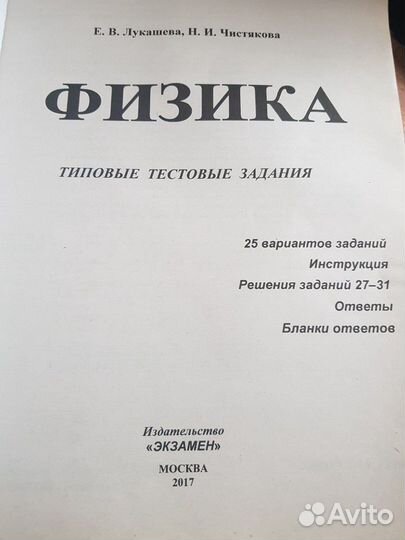 Е. В. Лукашева, Н. И. Чистякова
ФИЗИКА
ТИПОВЫЕ ТЕСТОВЫЕ ЗАДАНИЯ
25 вариантов заданий
Инструкция
Решения заданий 27–31
Ответы
Бланки ответов
Издательство
«ЭКЗАМЕН»
МОСКВА
2017
Avito